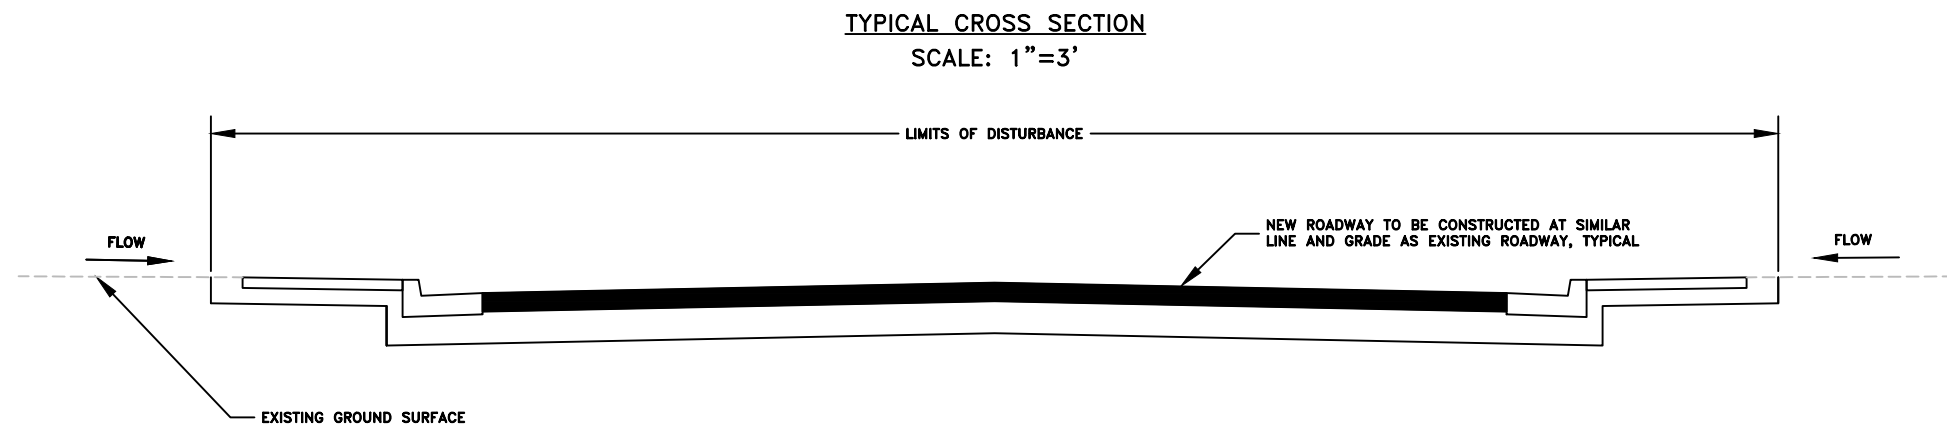 TYPICAL CROSS SECTION
SCALE: 1"=3'
LIMITS OF DISTURBANCE
NEW ROADWAY TO BE CONSTRUCTED AT SIMILAR
LINE AND GRADE AS EXISTING ROADWAY, TYPICAL
FLOW
FLOW
EXISTING GROUND SURFACE